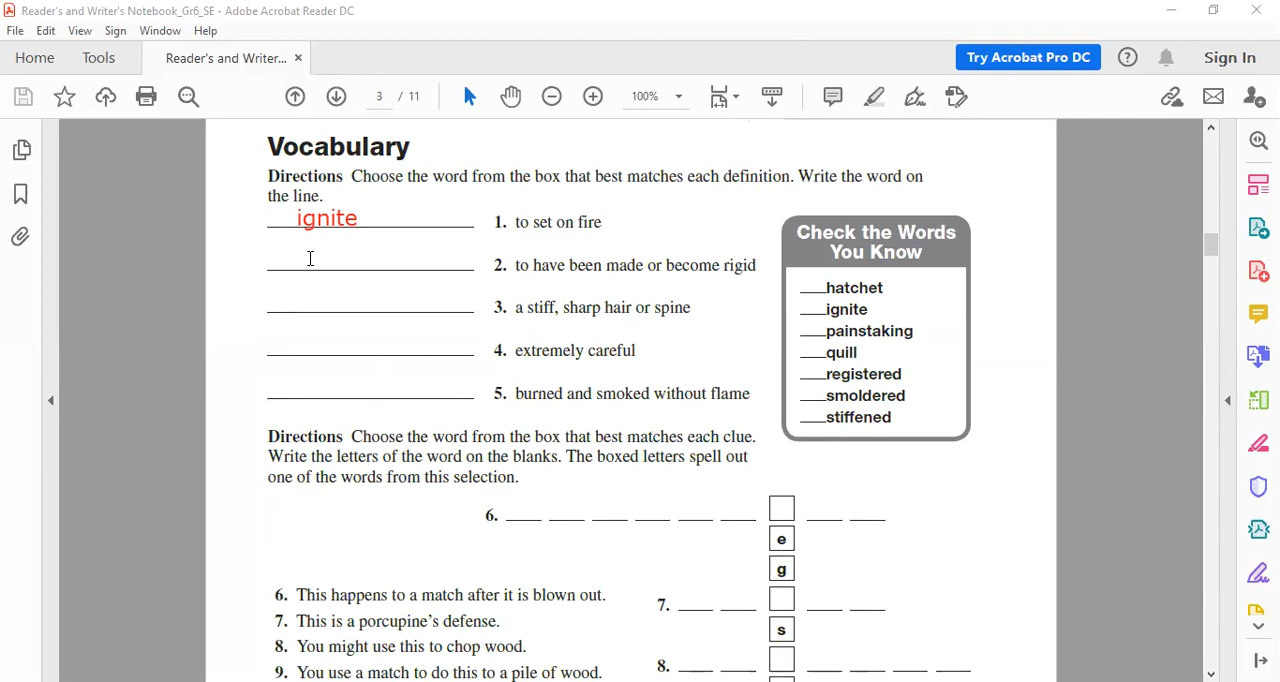 Reader's and Writer's Notebook_Gr6_SE - Adobe Acrobat Reader DC
File Edit View Sign Window Help
Home Tools Reader's and Writer... × Try Acrobat Pro DC Sign In
3 / 11 100%
Vocabulary
Directions Choose the word from the box that best matches each definition. Write the word on
the line.
ignite 1. to set on fire
2. to have been made or become rigid
3. a stiff, sharp hair or spine
4. extremely careful
5. burned and smoked without flame
Check the Words
You Know
___hatchet
___ignite
___painstaking
___quill
___registered
___smoldered
___stiffened
Directions Choose the word from the box that best matches each clue.
Write the letters of the word on the blanks. The boxed letters spell out
one of the words from this selection.
6.
e
g
7.
s
8.
6. This happens to a match after it is blown out.
7. This is a porcupine's defense.
8. You might use this to chop wood.
9. You use a match to do this to a pile of wood.